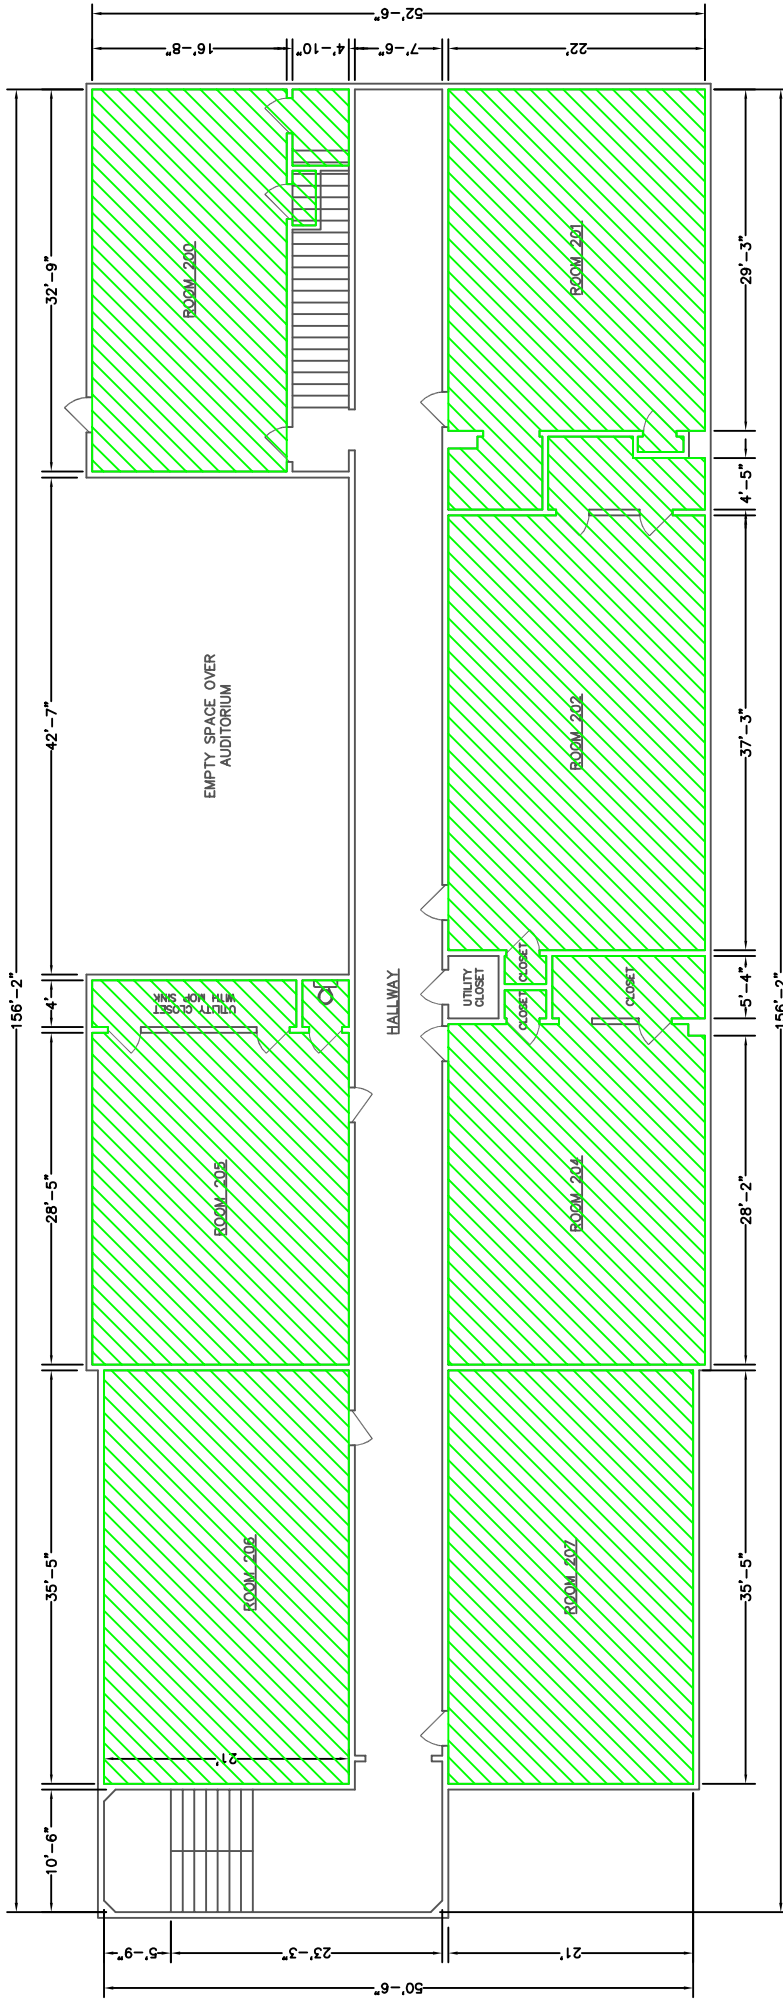 52'-6"
16'-8"
4'-10"
7'-6"
22'
156'-2"
32'-9"
42'-7"
4'
28'-5"
35'-5"
10'-6"
ROOM 200
ROOM 201
29'-3"
4'-5"
EMPTY SPACE OVER
AUDITORIUM
ROOM 202
37'-3"
UTILITY CLOSET
WITH MOP SINK
HALLWAY
UTILITY
CLOSET
CLOSET
CLOSET
CLOSET
5'-4"
156'-2"
ROOM 205
ROOM 204
28'-2"
ROOM 206
ROOM 207
35'-5"
21'
5'-9"
23'-3"
21'
50'-6"